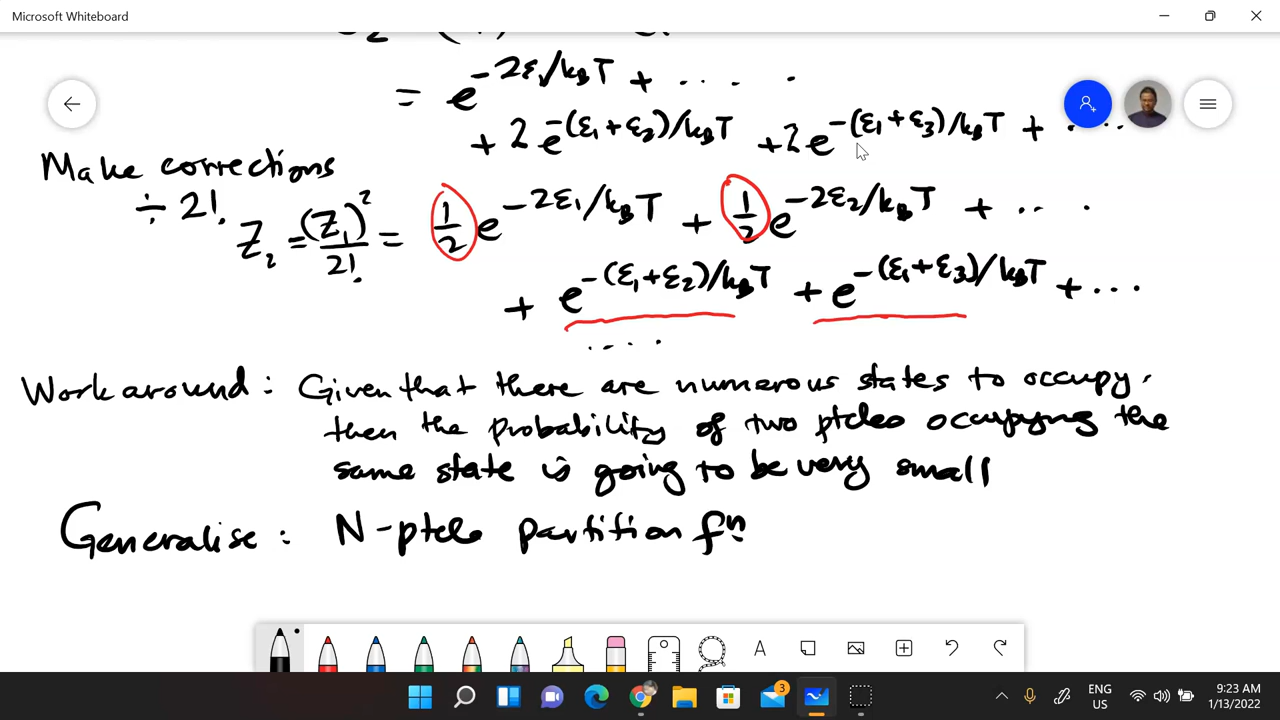 Microsoft Whiteboard
= e^{-2ε₁/k_BT} + .... .
+ 2 e^{-(ε₁+ε₂)/k_BT} + 2 e^{-(ε₁+ε₃)/k_BT} + ....
Make corrections
÷ 2!
Z₂ = (Z₁)²/2! = 1/2 e^{-2ε₁/k_BT} + 1/2 e^{-2ε₂/k_BT} + ...
+ e^{-(ε₁+ε₂)/k_BT} + e^{-(ε₁+ε₃)/k_BT} + ...
....
Work around : Given that there are numerous states to occupy,
then the probability of two ptcles occupying the
same state is going to be very small
Generalise : N-ptcle partition fⁿ
A
3
ENG
US
9:23 AM
1/13/2022